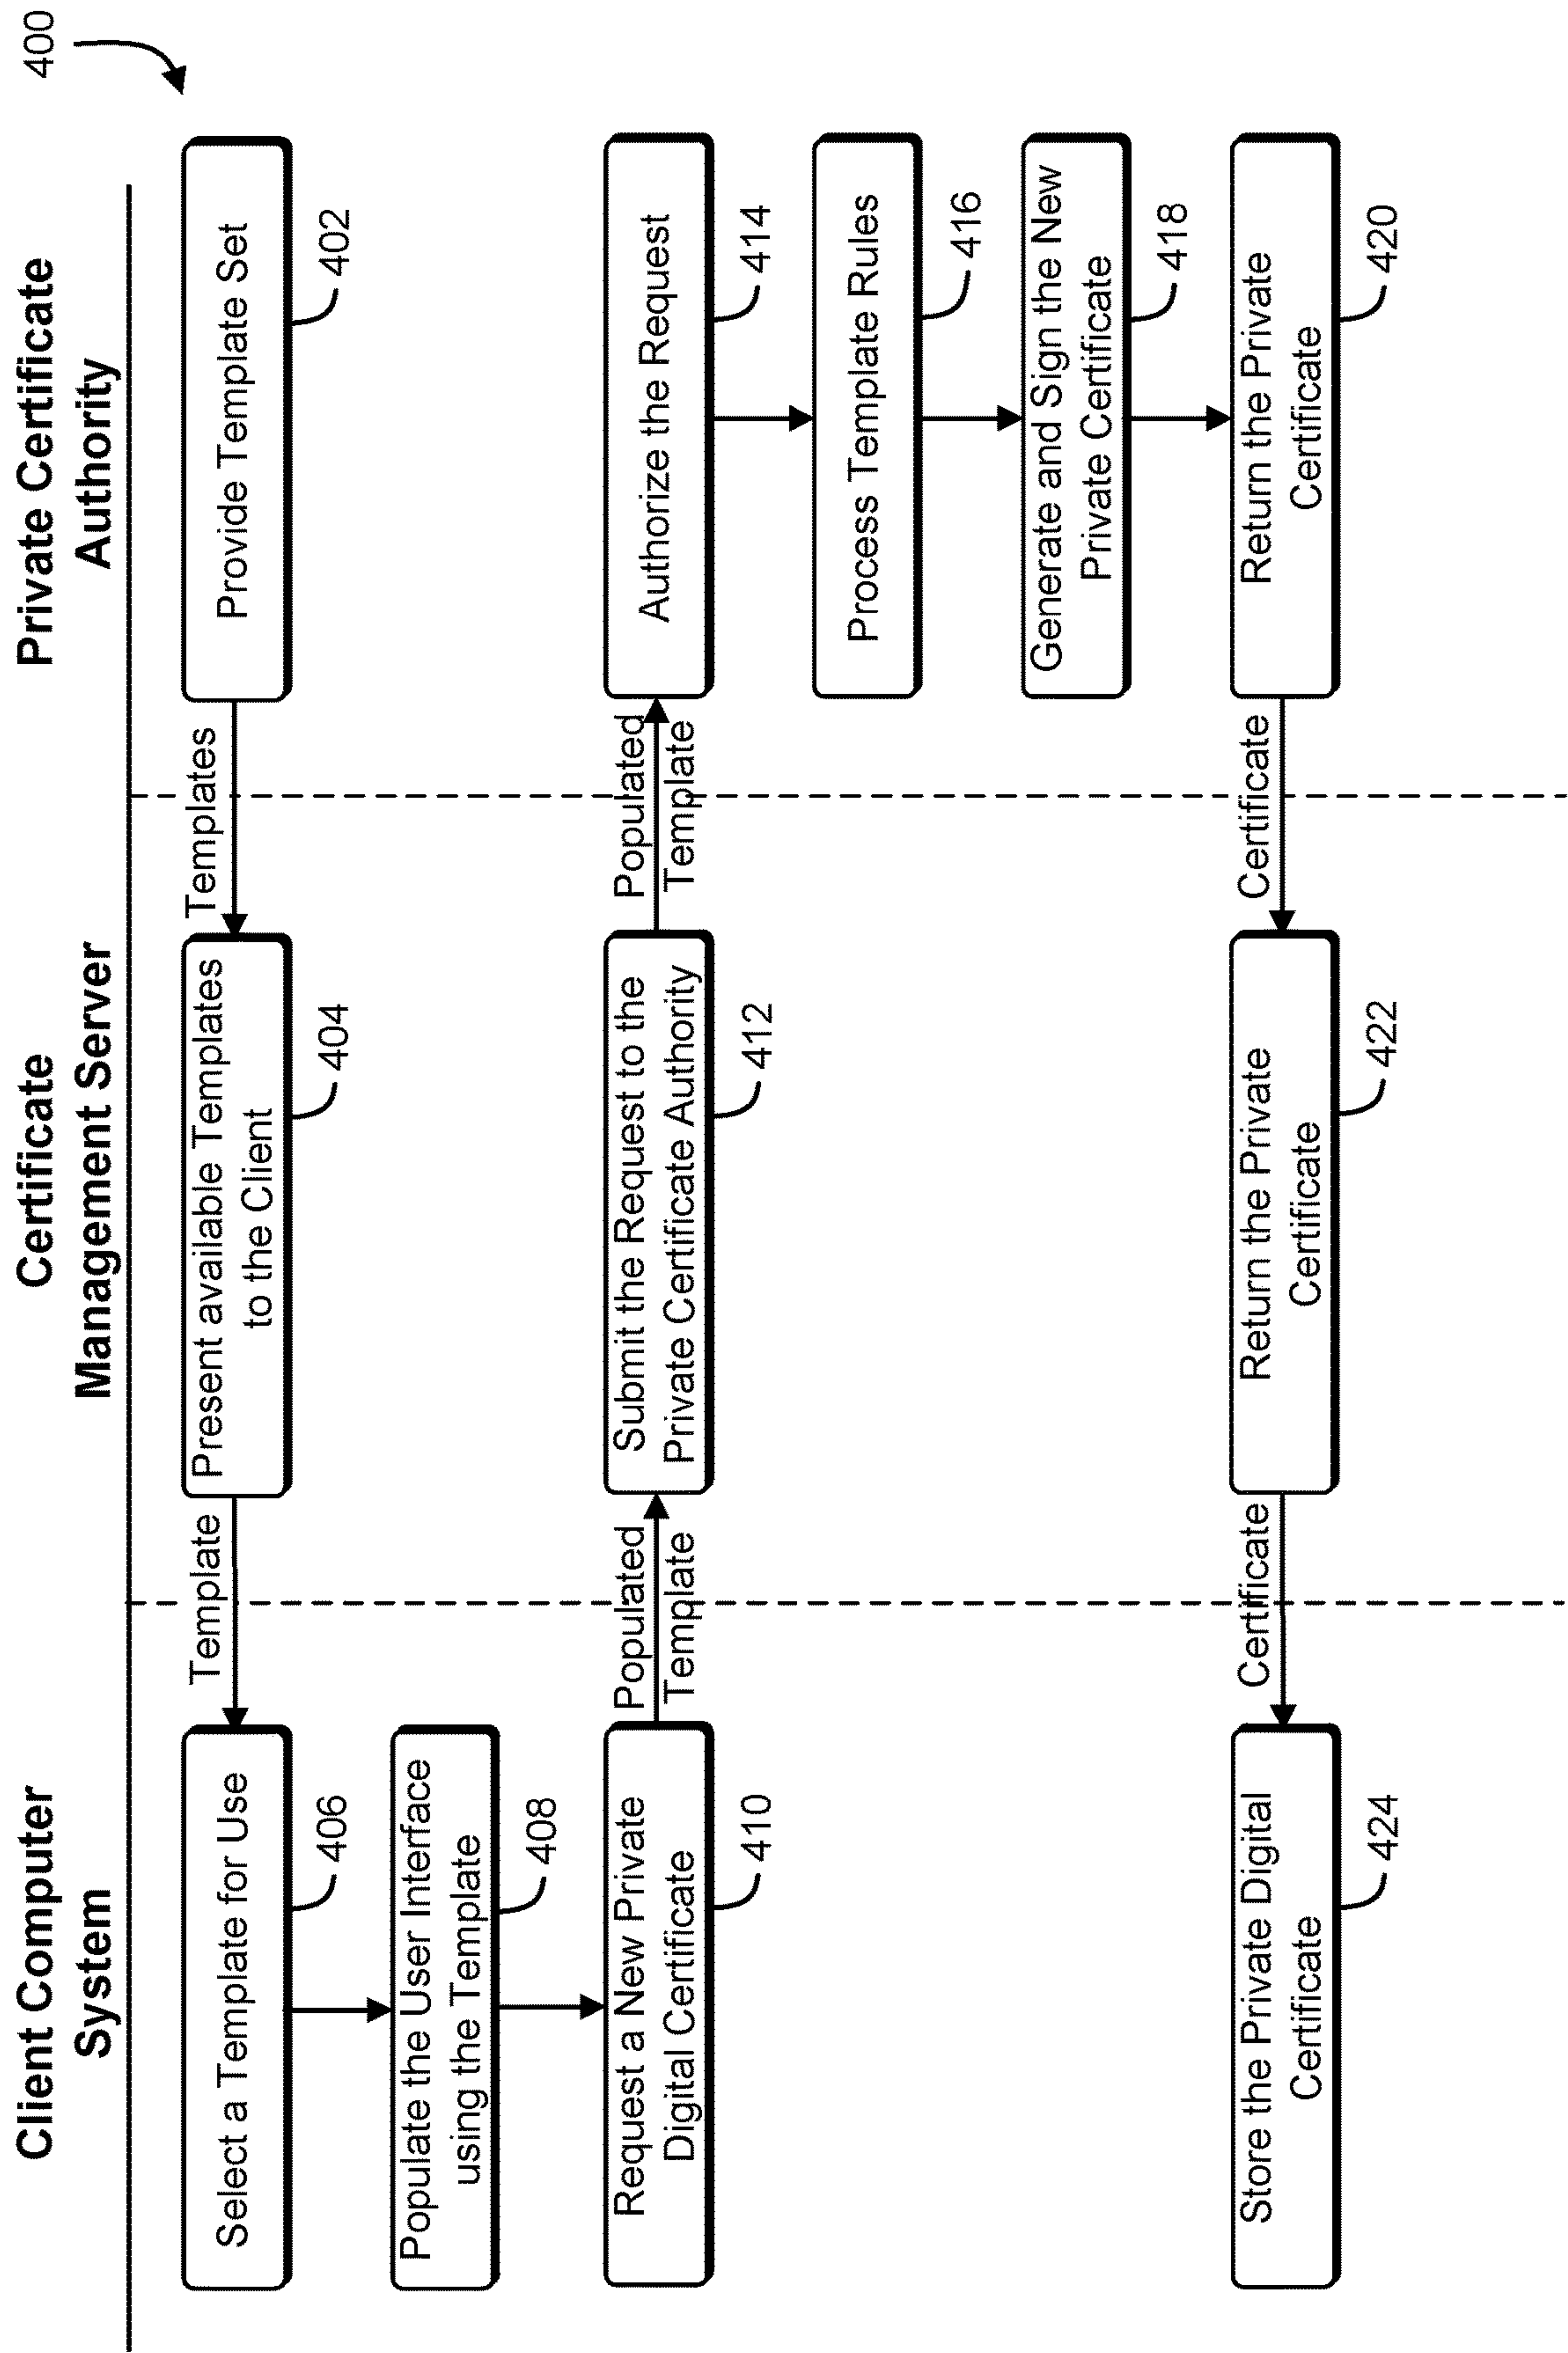 400
Client Computer
System
Certificate
Management Server
Private Certificate
Authority
Provide Template Set
402
Templates
Present available Templates
to the Client
404
Template
Select a Template for Use
406
Populate the User Interface
using the Template
408
Request a New Private
Digital Certificate
410
Populated
Template
Submit the Request to the
Private Certificate Authority
412
Populated
Template
Authorize the Request
414
Process Template Rules
416
Generate and Sign the New
Private Certificate
418
Return the Private
Certificate
420
Certificate
Return the Private
Certificate
422
Certificate
Store the Private Digital
Certificate
424